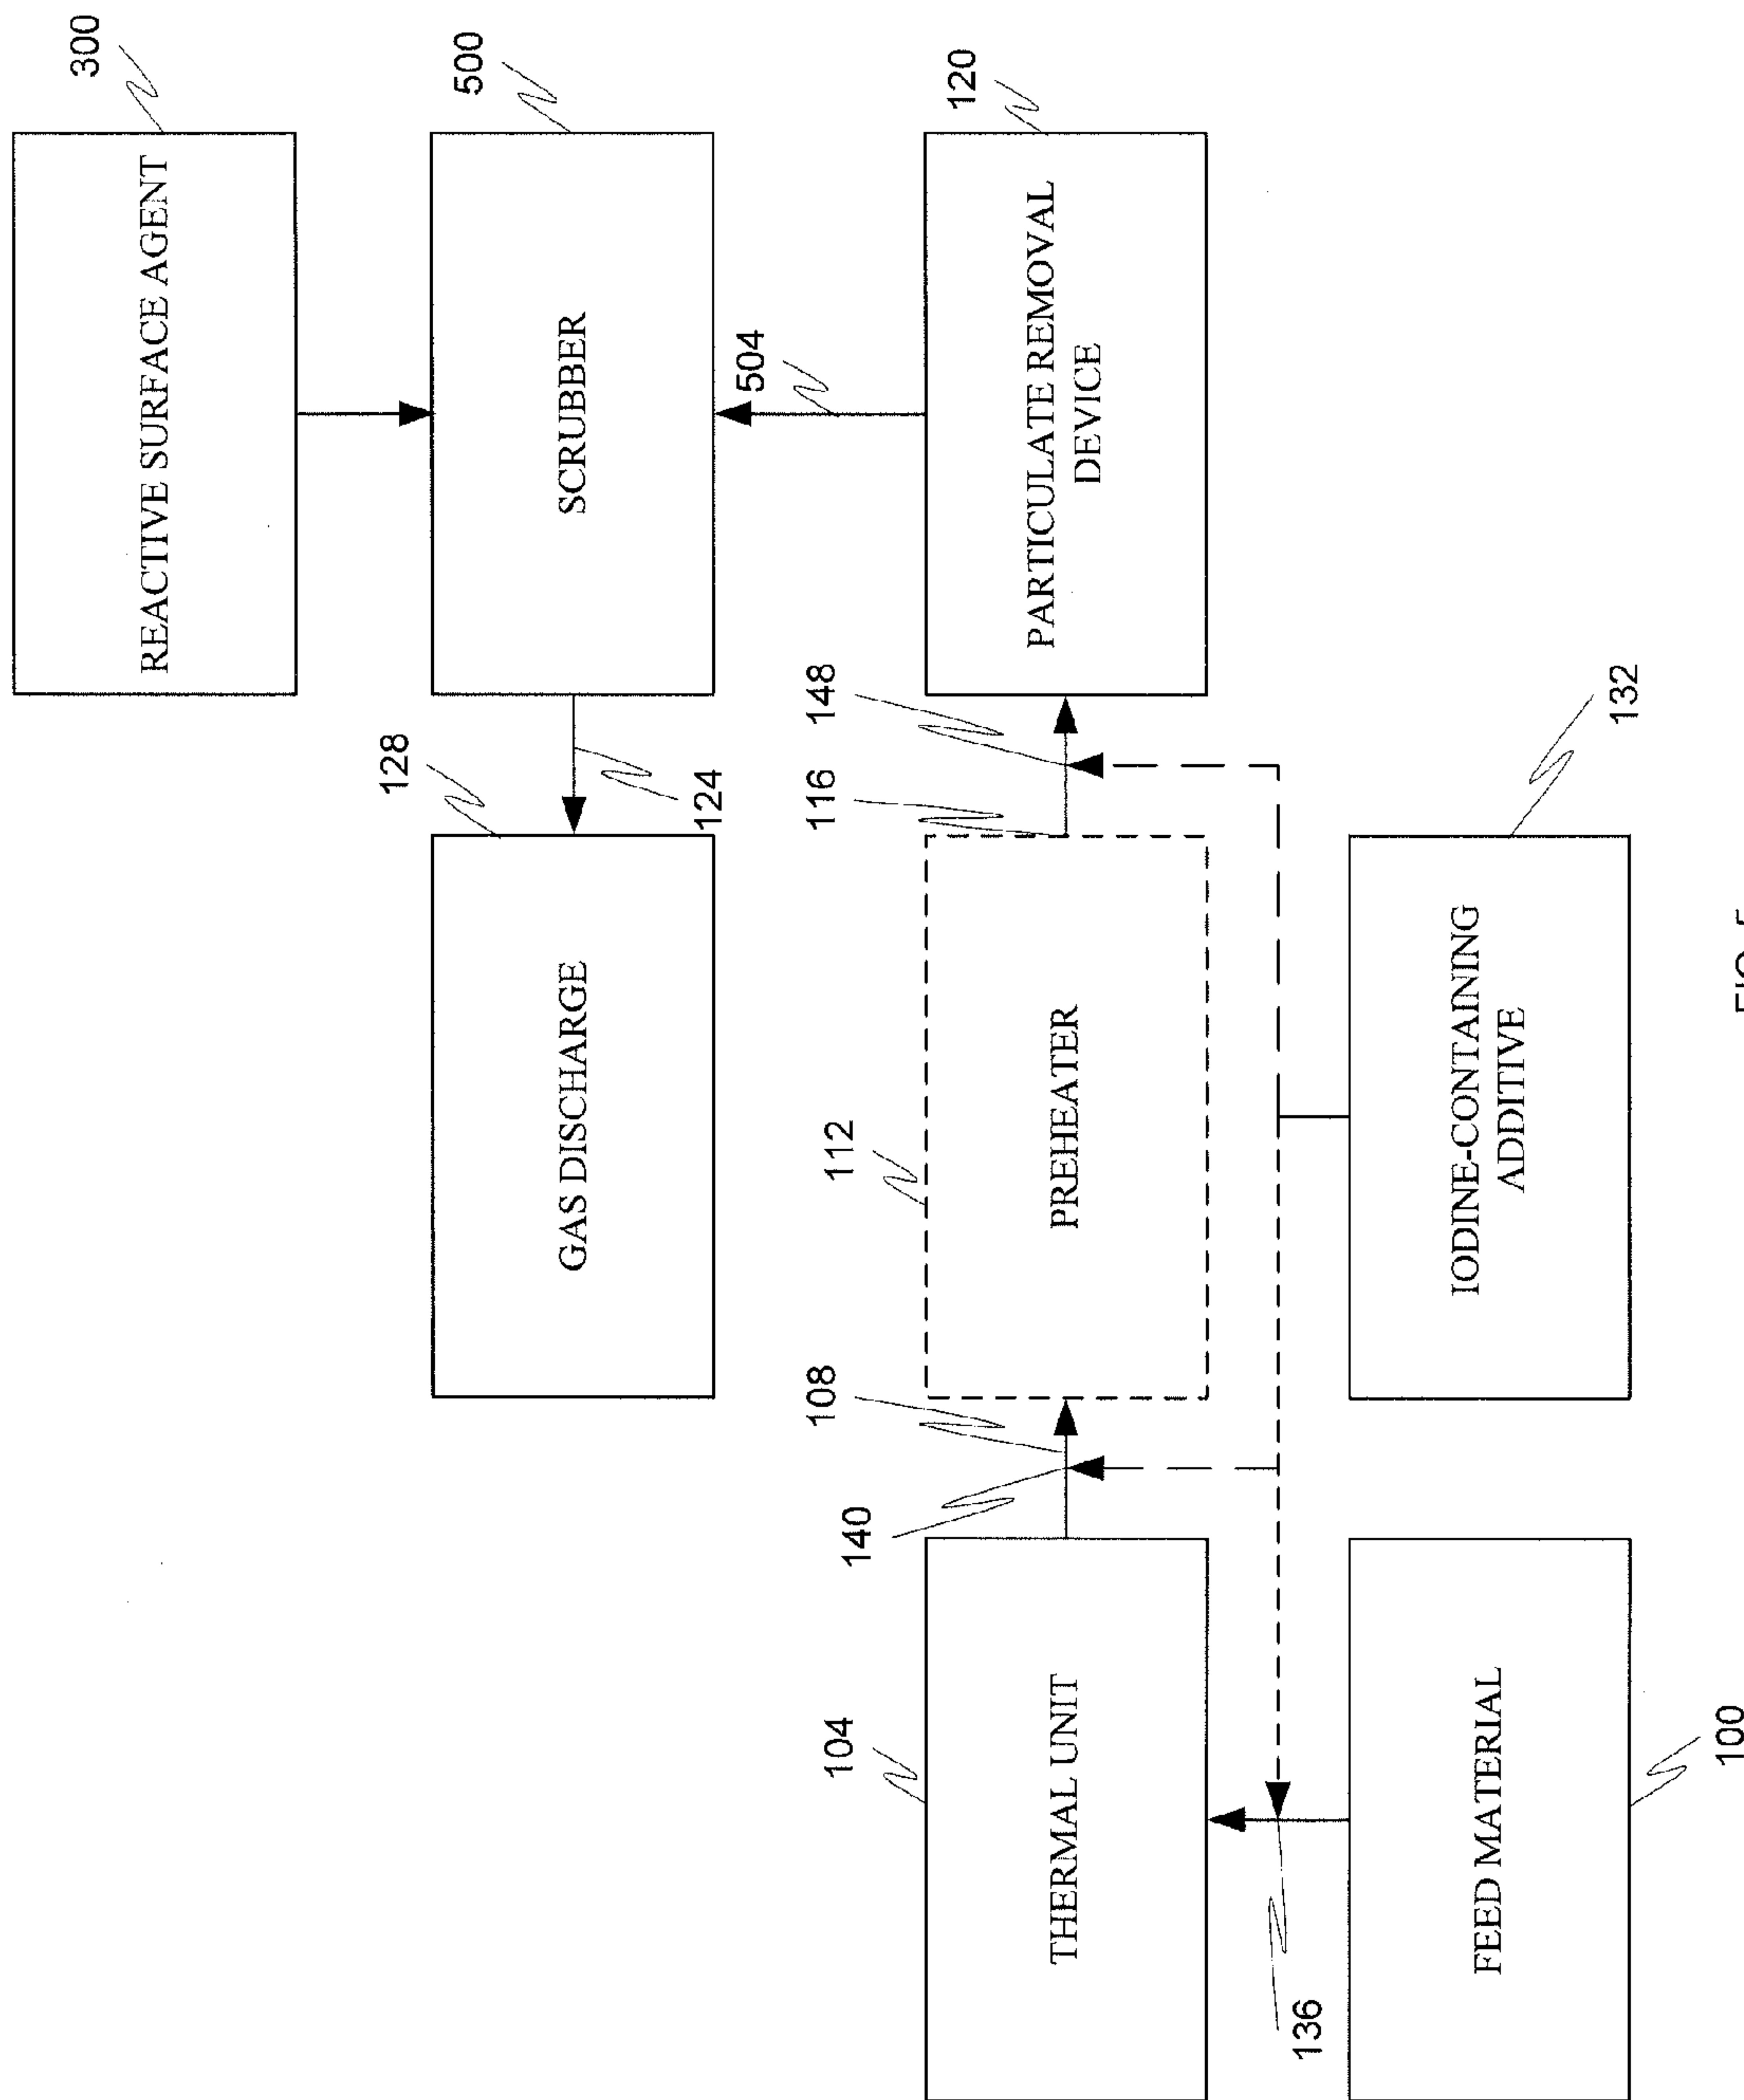 300
REACTIVE SURFACE AGENT
128
500
GAS DISCHARGE
SCRUBBER
124
504
104
140
108
112
116
148
120
THERMAL UNIT
PREHEATER
PARTICULATE REMOVAL
DEVICE
136
FEED MATERIAL
IODINE-CONTAINING
ADDITIVE
132
100